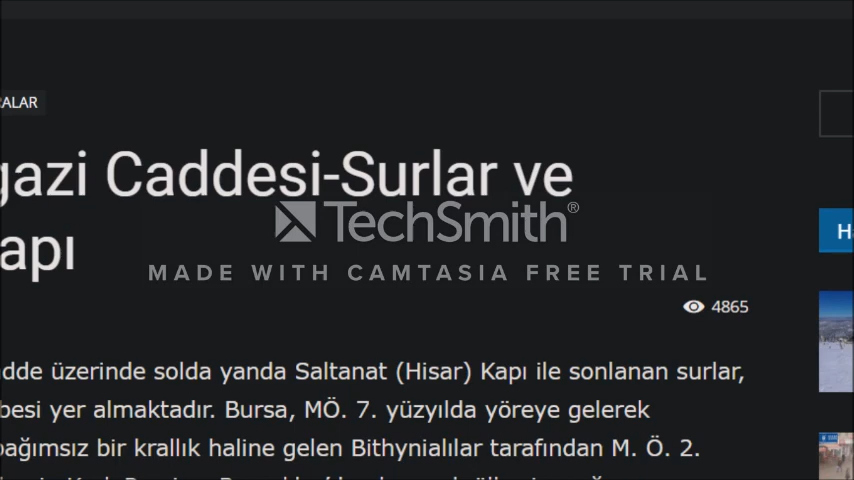 ALAR
gazi Caddesi-Surlar ve
apı
TechSmith®
MADE WITH CAMTASIA FREE TRIAL
4865
adde üzerinde solda yanda Saltanat (Hisar) Kapı ile sonlanan surlar,
besi yer almaktadır. Bursa, MÖ. 7. yüzyılda yöreye gelerek
bağımsız bir krallık haline gelen Bithynialılar tarafından M. Ö. 2.